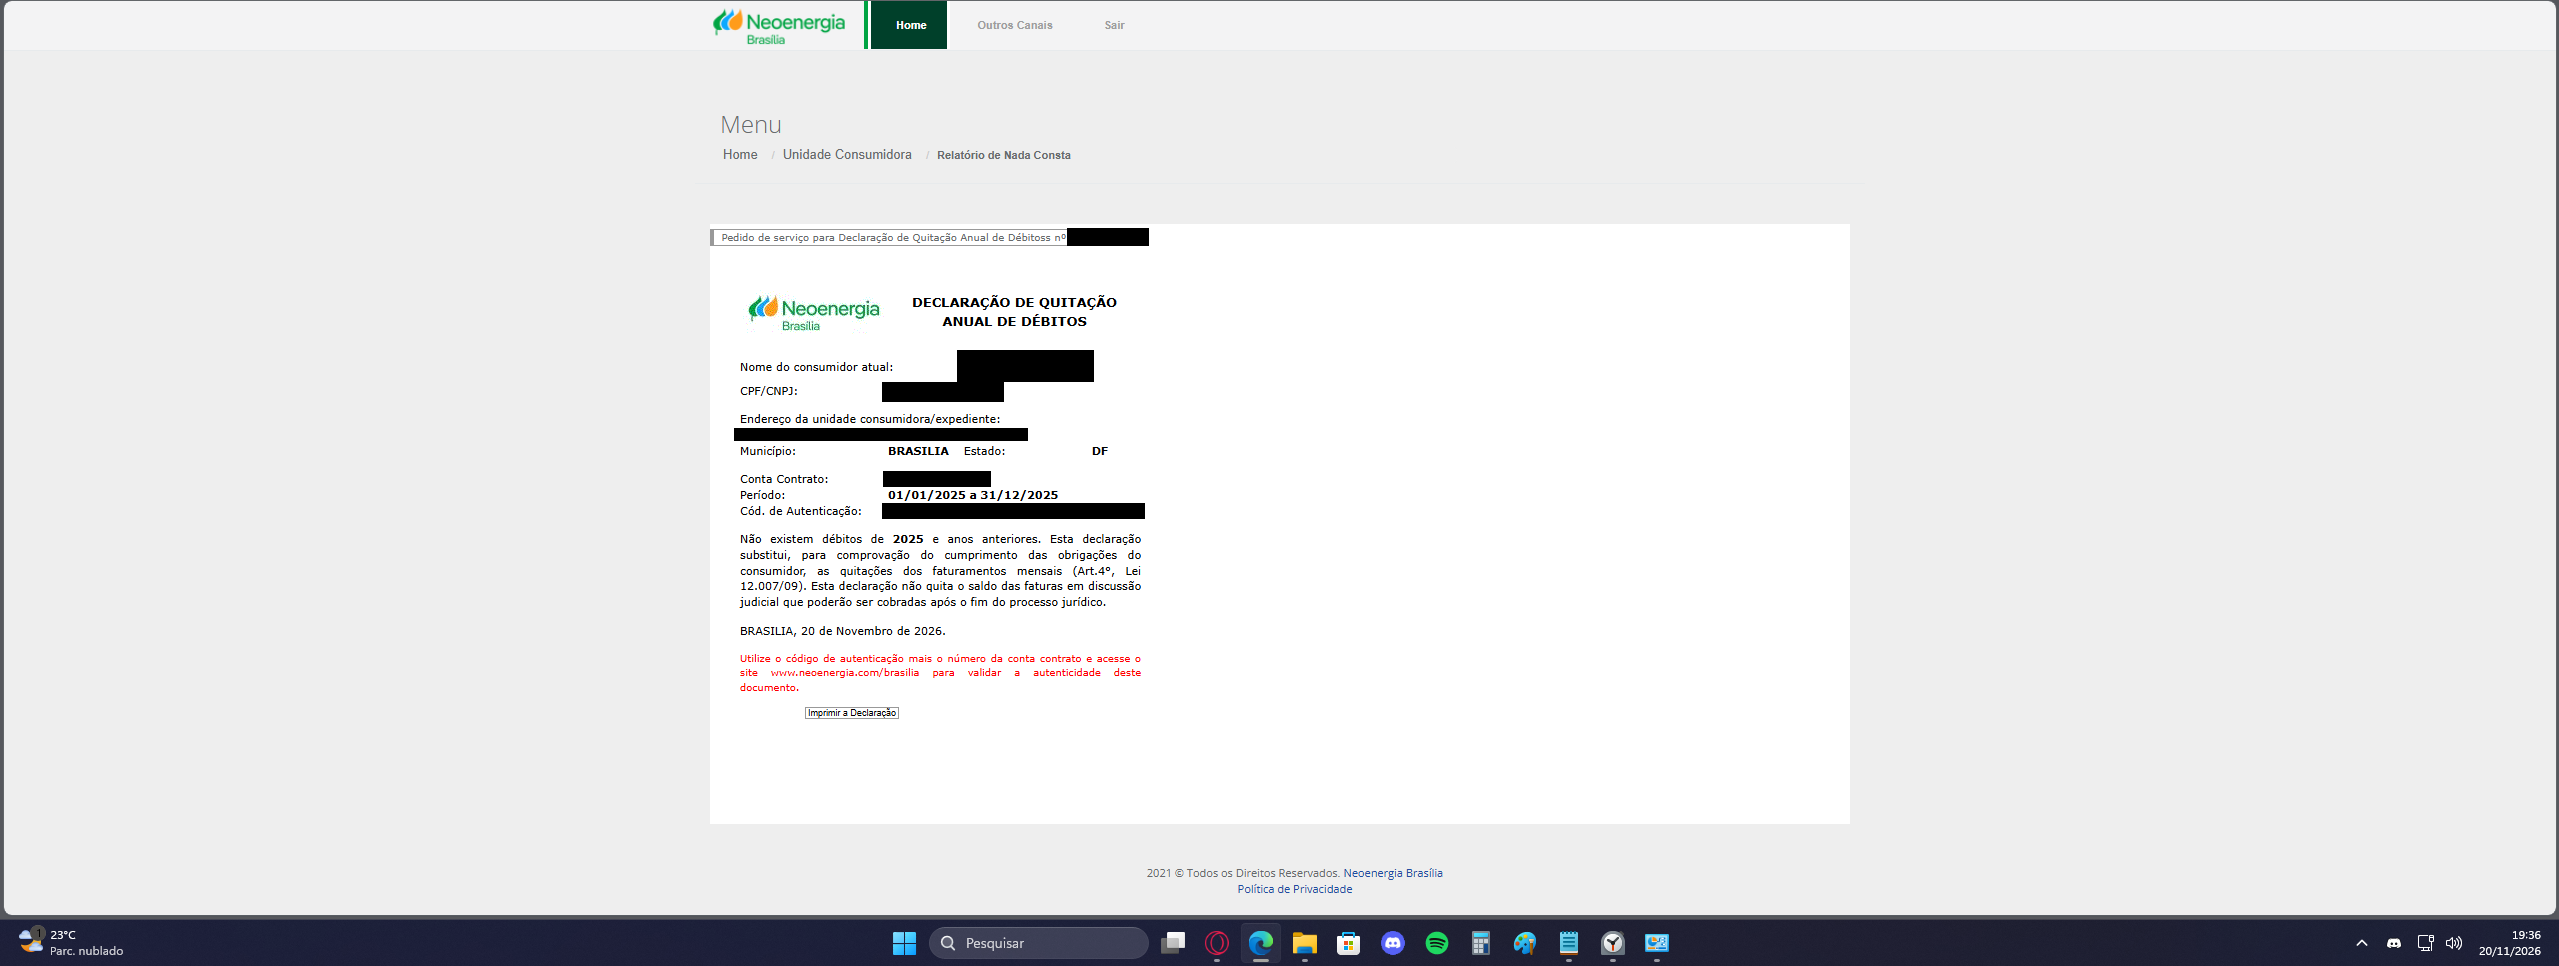 Neoenergia
Brasília
Home
Outros Canais
Sair
Menu
Home / Unidade Consumidora / Relatório de Nada Consta
Pedido de serviço para Declaração de Quitação Anual de Débitoss nº
Neoenergia
Brasília
DECLARAÇÃO DE QUITAÇÃO
ANUAL DE DÉBITOS
Nome do consumidor atual:
CPF/CNPJ:
Endereço da unidade consumidora/expediente:
Município: BRASILIA Estado: DF
Conta Contrato:
Período: 01/01/2025 a 31/12/2025
Cód. de Autenticação:
Não existem débitos de 2025 e anos anteriores. Esta declaração
substitui, para comprovação do cumprimento das obrigações do
consumidor, as quitações dos faturamentos mensais (Art.4°, Lei
12.007/09). Esta declaração não quita o saldo das faturas em discussão
judicial que poderão ser cobradas após o fim do processo jurídico.
BRASILIA, 20 de Novembro de 2026.
Utilize o código de autenticação mais o número da conta contrato e acesse o
site www.neoenergia.com/brasilia para validar a autenticidade deste
documento.
Imprimir a Declaração
2021 © Todos os Direitos Reservados. Neoenergia Brasília
Política de Privacidade
1
23°C
Parc. nublado
Pesquisar
19:36
20/11/2026